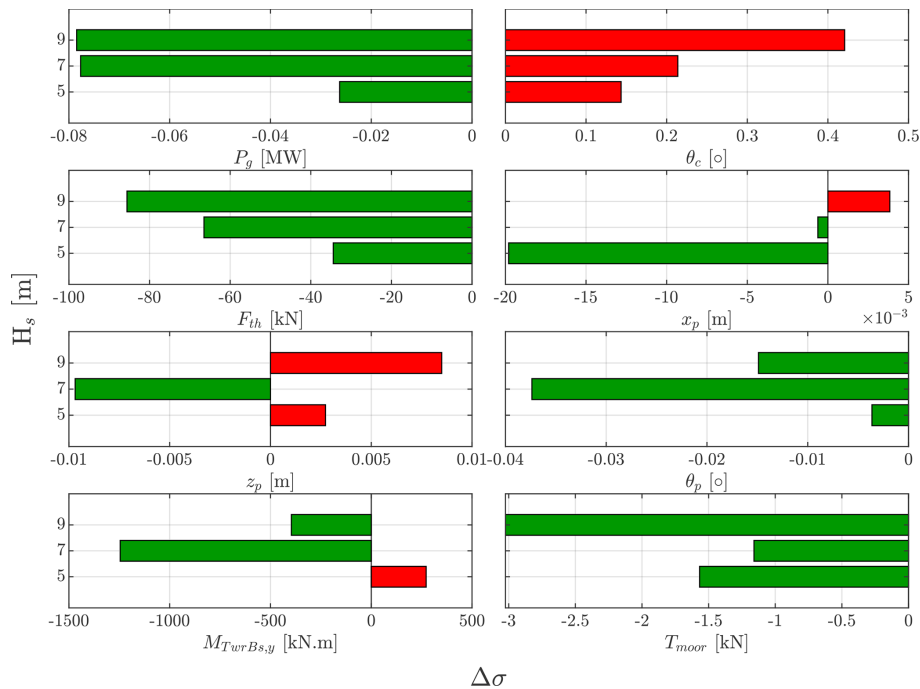 9
7
5
-0.08 -0.06 -0.04 -0.02 0
P_g [MW]
0 0.1 0.2 0.3 0.4 0.5
θ_c [∘]
9
7
5
-100 -80 -60 -40 -20 0
F_th [kN]
-20 -15 -10 -5 0 5
x_p [m] ×10^-3
H_s [m]
9
7
5
-0.01 -0.005 0 0.005 0.01
z_p [m]
-0.04 -0.03 -0.02 -0.01 0
θ_p [∘]
9
7
5
-1500 -1000 -500 0 500
M_TwrBs,y [kN.m]
-3 -2.5 -2 -1.5 -1 -0.5 0
T_moor [kN]
Δσ